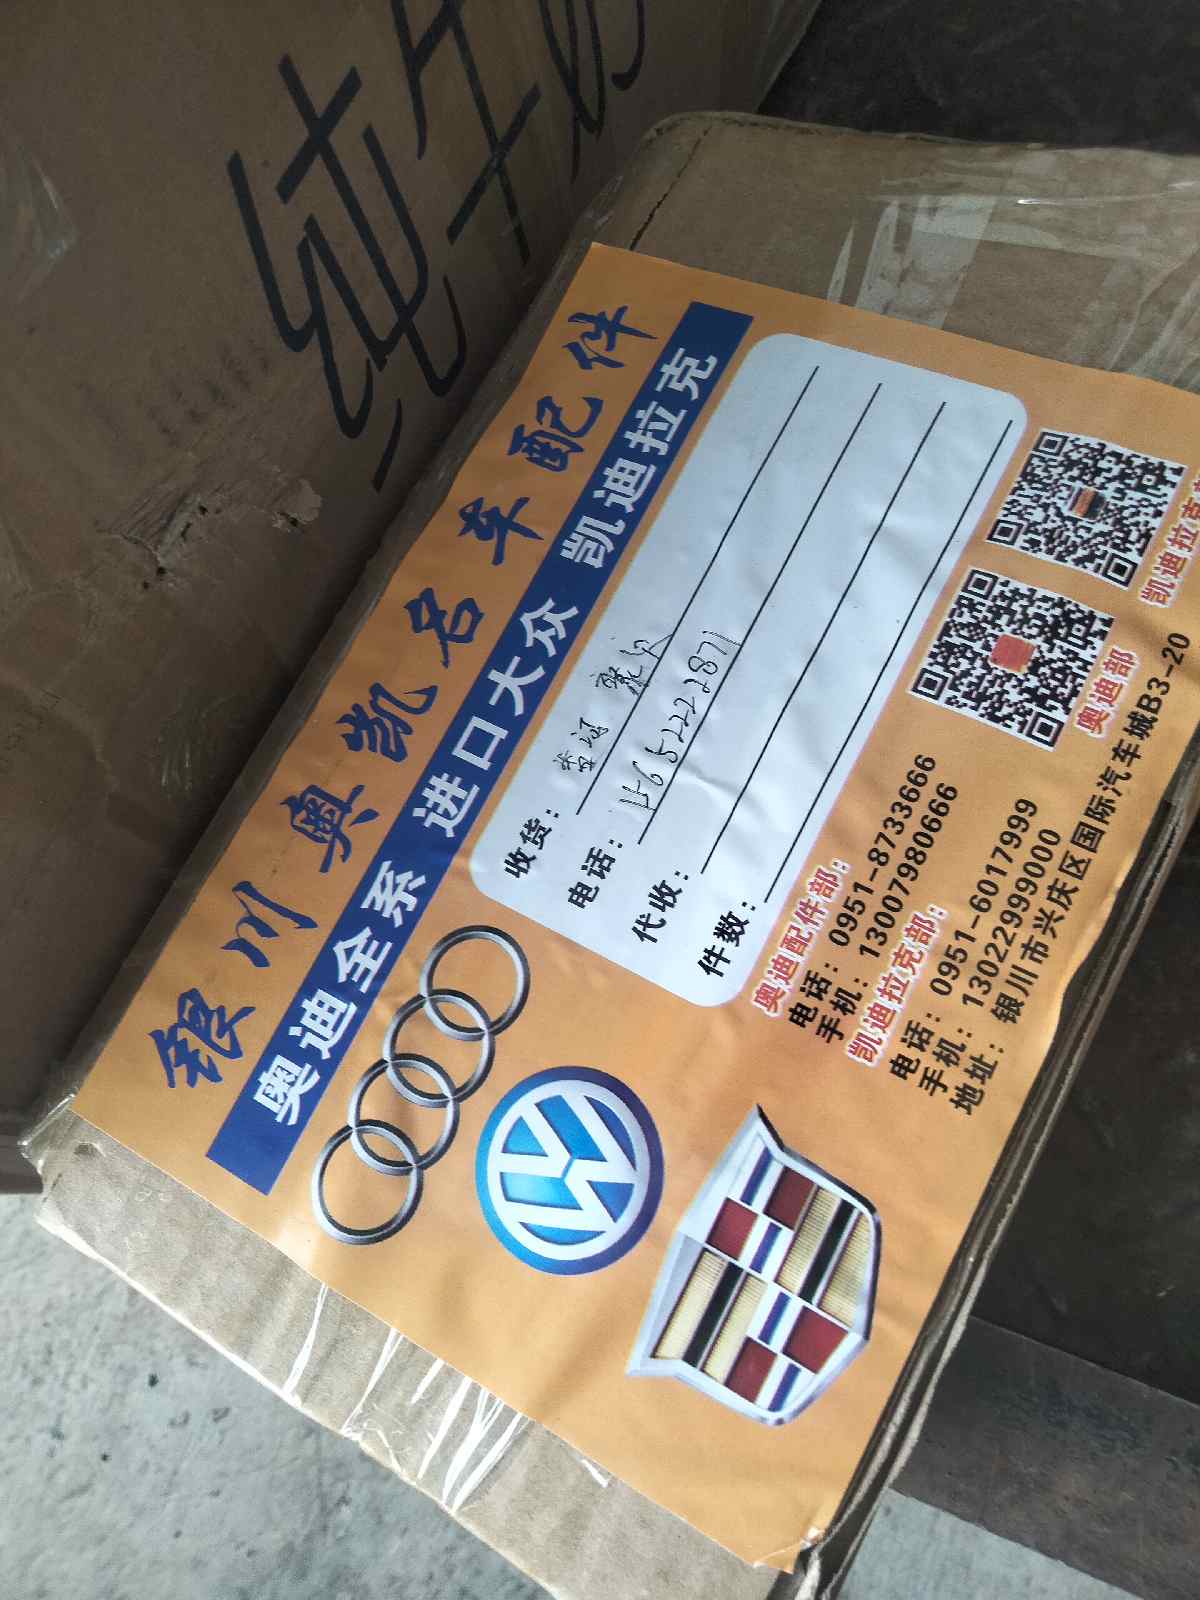 银川奥凯名车配件
奥迪全系 进口大众 凯迪拉克
收货:
电话: 15652222871
代收:
件数:
奥迪配件部:
电话: 0951-8733666
手机: 13007980666
凯迪拉克部:
电话: 0951-6017999
手机: 13022999000
地址: 银川市兴庆区国际汽车城B3-20
奥迪部
凯迪拉克
纯牛奶